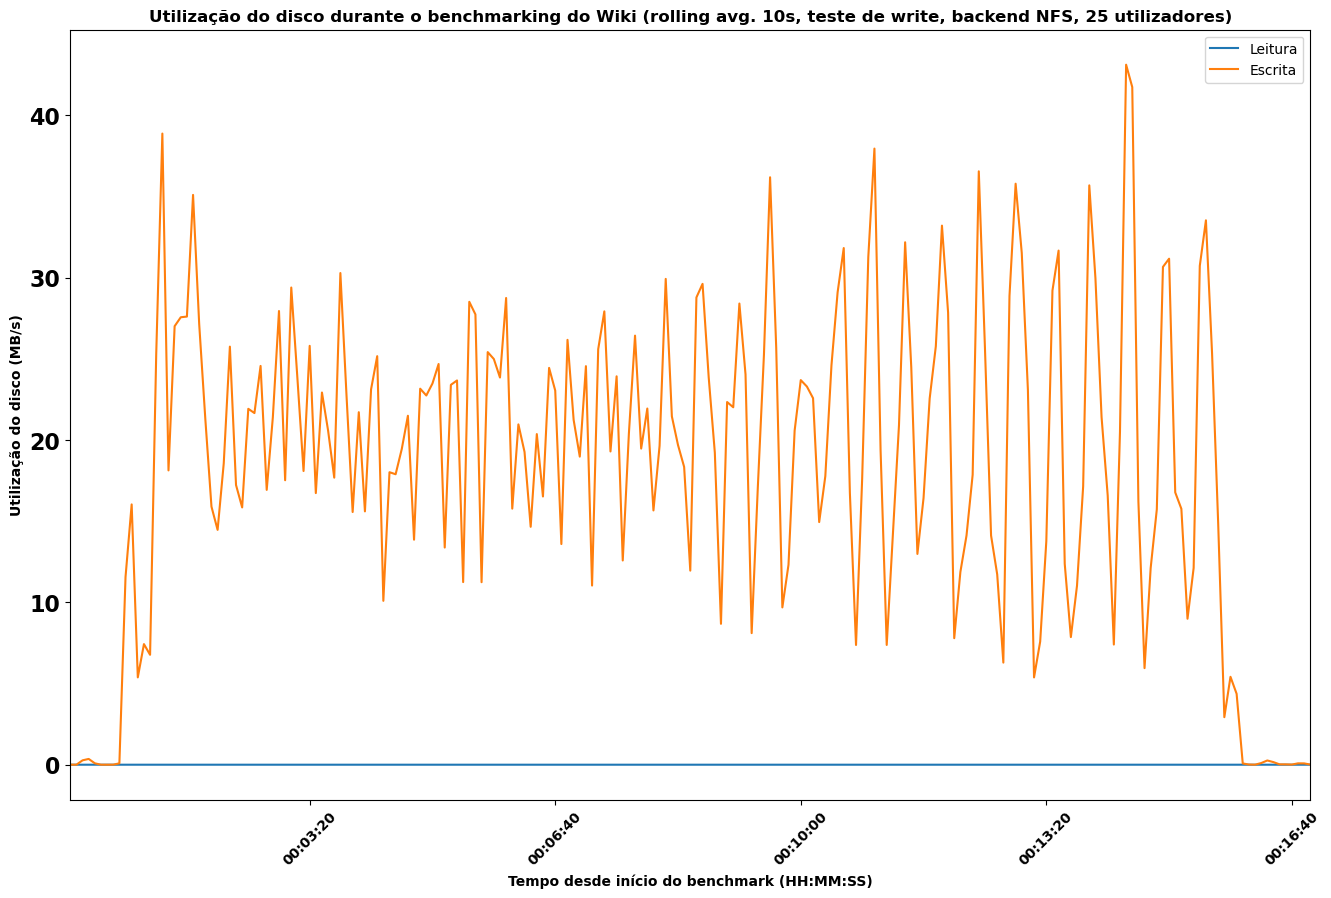 Utilização do disco durante o benchmarking do Wiki (rolling avg. 10s, teste de write, backend NFS, 25 utilizadores)
Leitura
Escrita
Utilização do disco (MB/s)
40
30
20
10
0
00:03:20
00:06:40
00:10:00
00:13:20
00:16:40
Tempo desde início do benchmark (HH:MM:SS)